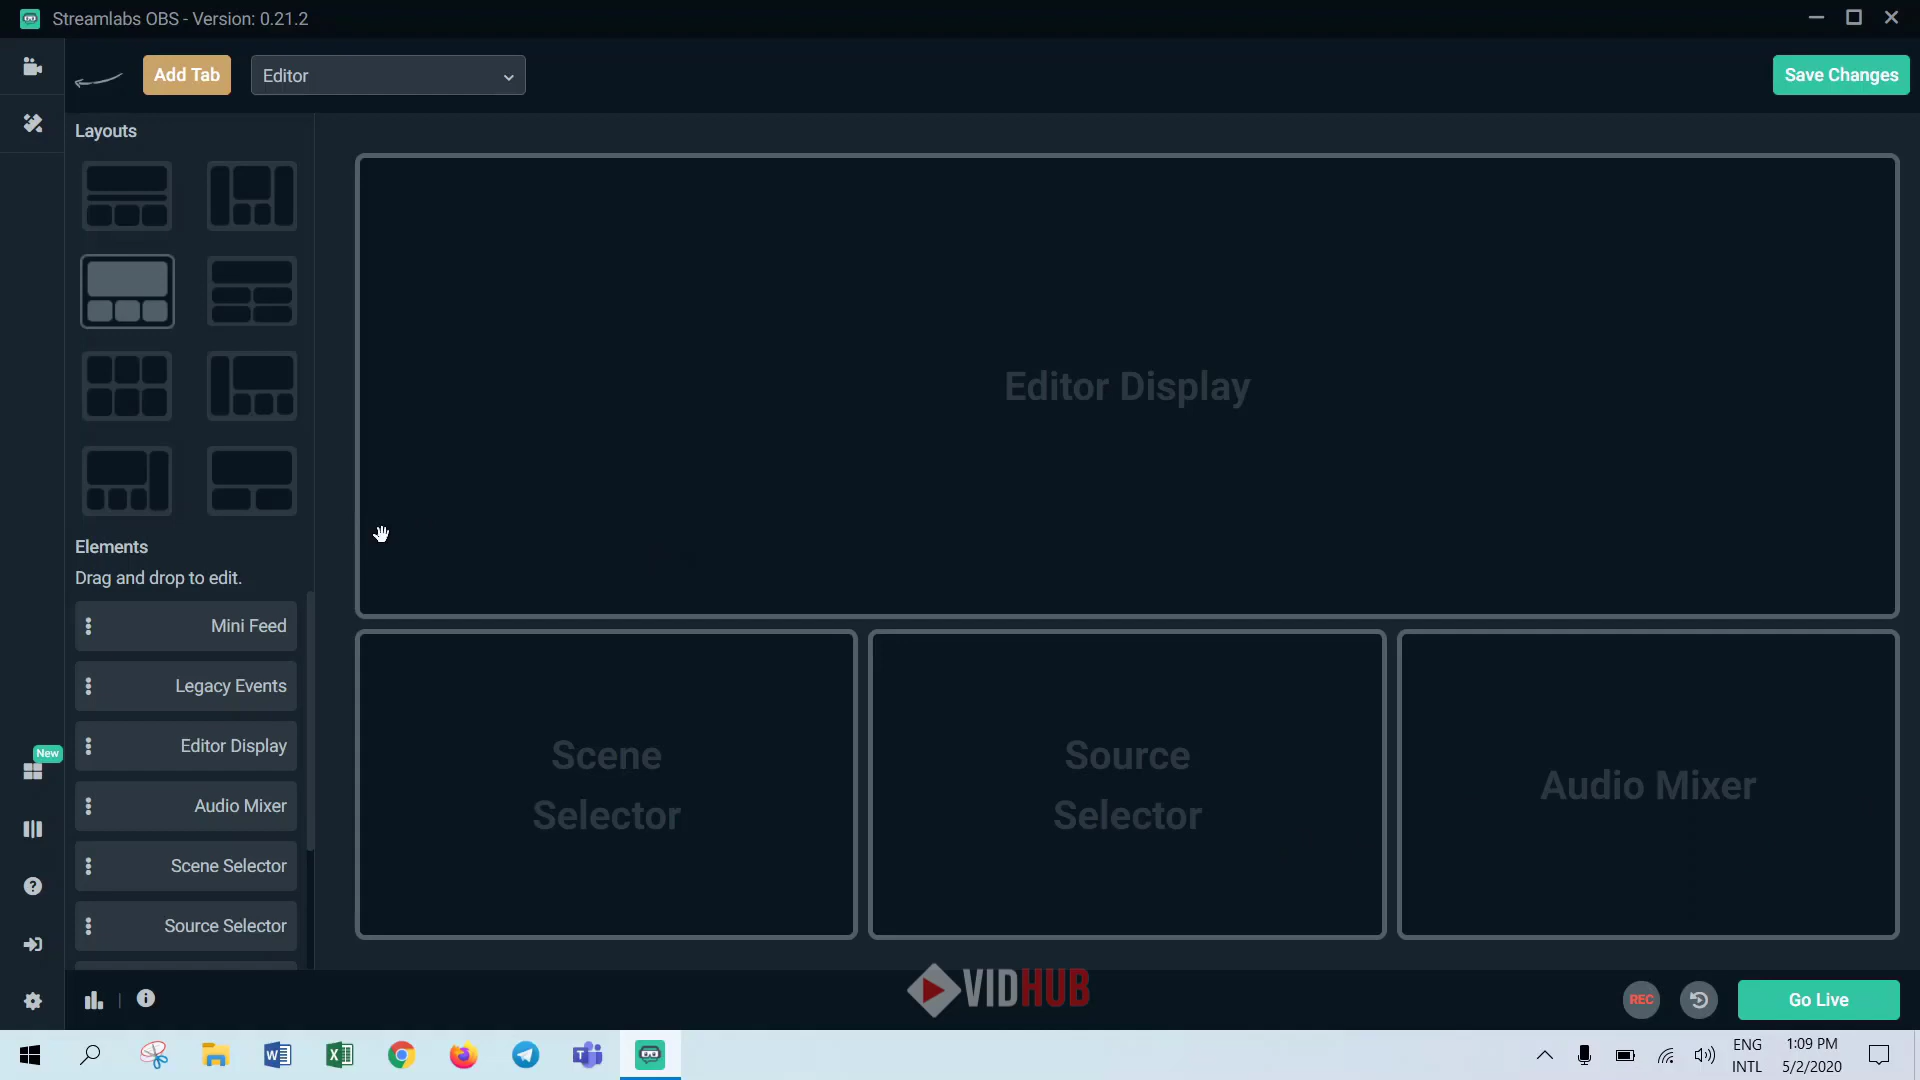 Streamlabs OBS - Version: 0.21.2
Add Tab
Editor
Save Changes
Layouts
Editor Display
Elements
Drag and drop to edit.
Mini Feed
Legacy Events
Editor Display
Audio Mixer
Scene Selector
Source Selector
New
Scene
Selector
Source
Selector
Audio Mixer
VIDHUB
REC
Go Live
ENG
INTL
1:09 PM
5/2/2020